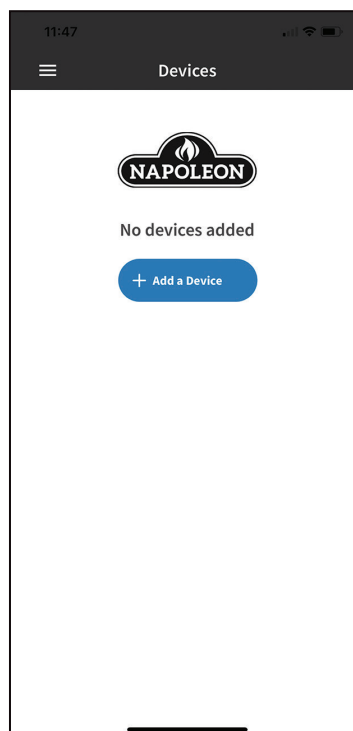 11:47
Devices
NAPOLEON
No devices added
+ Add a Device